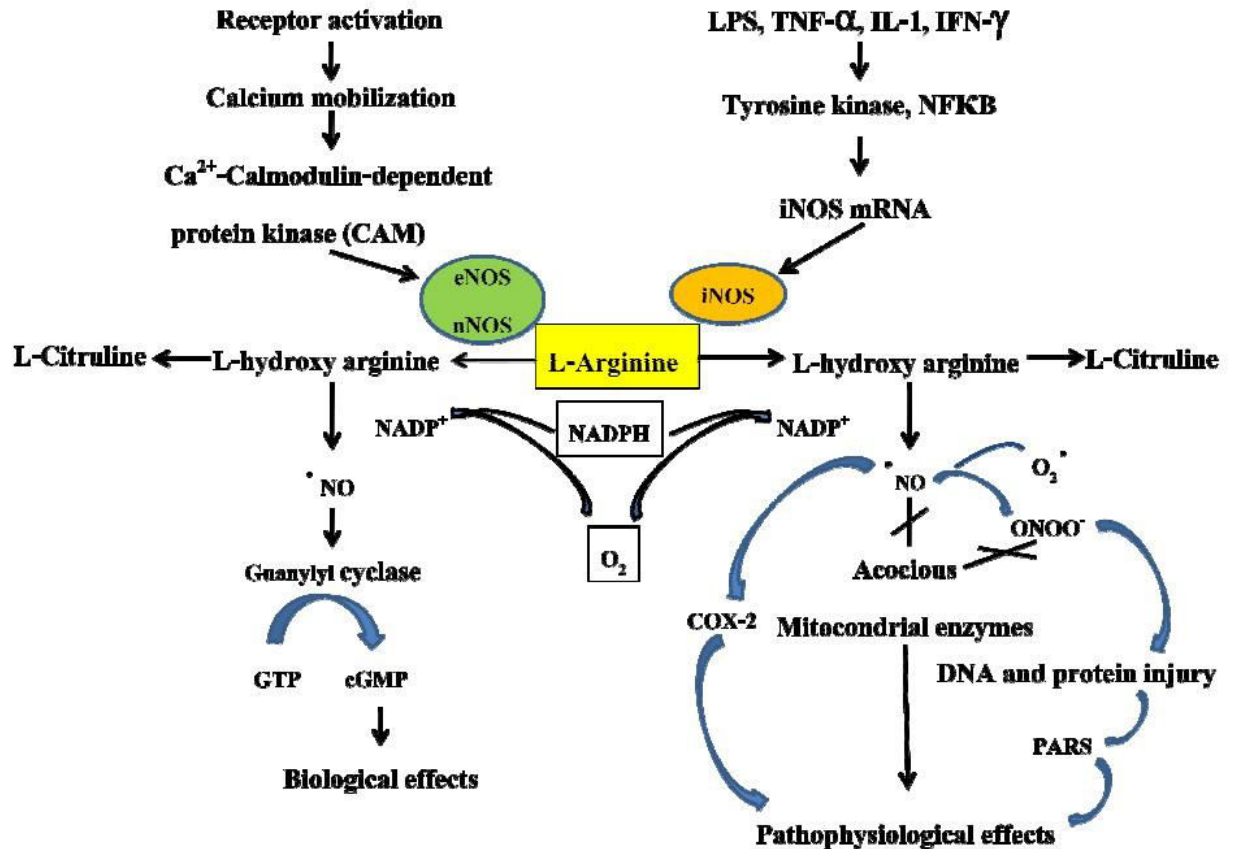 Receptor activation
Calcium mobilization
Ca²⁺-Calmodulin-dependent
protein kinase (CAM)
LPS, TNF-α, IL-1, IFN-γ
Tyrosine kinase, NFKB
iNOS mRNA
eNOS
nNOS
iNOS
L-Citruline
L-hydroxy arginine
L-Arginine
L-hydroxy arginine
L-Citruline
NADP⁺
NADPH
NADP⁺
O₂
•NO
Guanylyl cyclase
GTP
cGMP
Biological effects
•NO
O₂•
ONOO⁻
Acocious
COX-2
Mitocondrial enzymes
DNA and protein injury
PARS
Pathophysiological effects